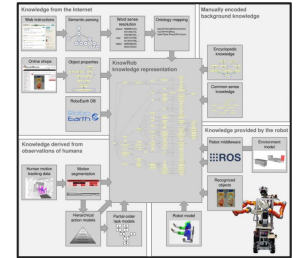 Knowledge from the Internet
Manually encoded
background knowledge
Web instructions
Semantic parsing
Word sense
resolution
Ontology mapping
Online shops
Object properties
KnowRob
knowledge representation
Encyclopedic
knowledge
Common-sense
knowledge
RoboEarth DB
Robo
Earth
Knowledge derived from
observations of humans
Knowledge provided by the robot
Human motion
tracking data
Motion
segmentation
Robot middleware
Environment
model
ROS
Recognized
objects
Hierarchical
action models
Partial-order
task models
Robot model